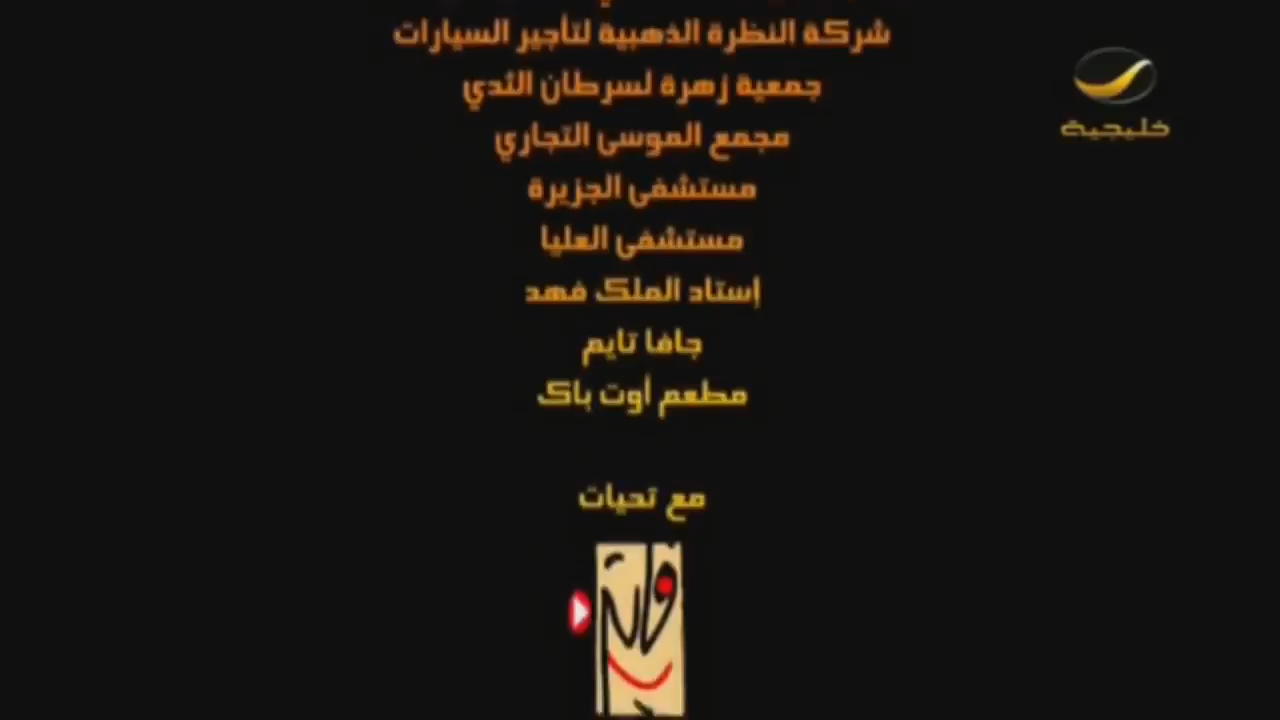 شركة النظرة الذهبية لتأجير السيارات
جمعية زهرة لسرطان الثدي
مجمع الموسى التجاري
مستشفى الجزيرة
مستشفى العليا
إستاد الملك فهد
جافا تايم
مطعم أوت باك
مع تحيات
خليجية